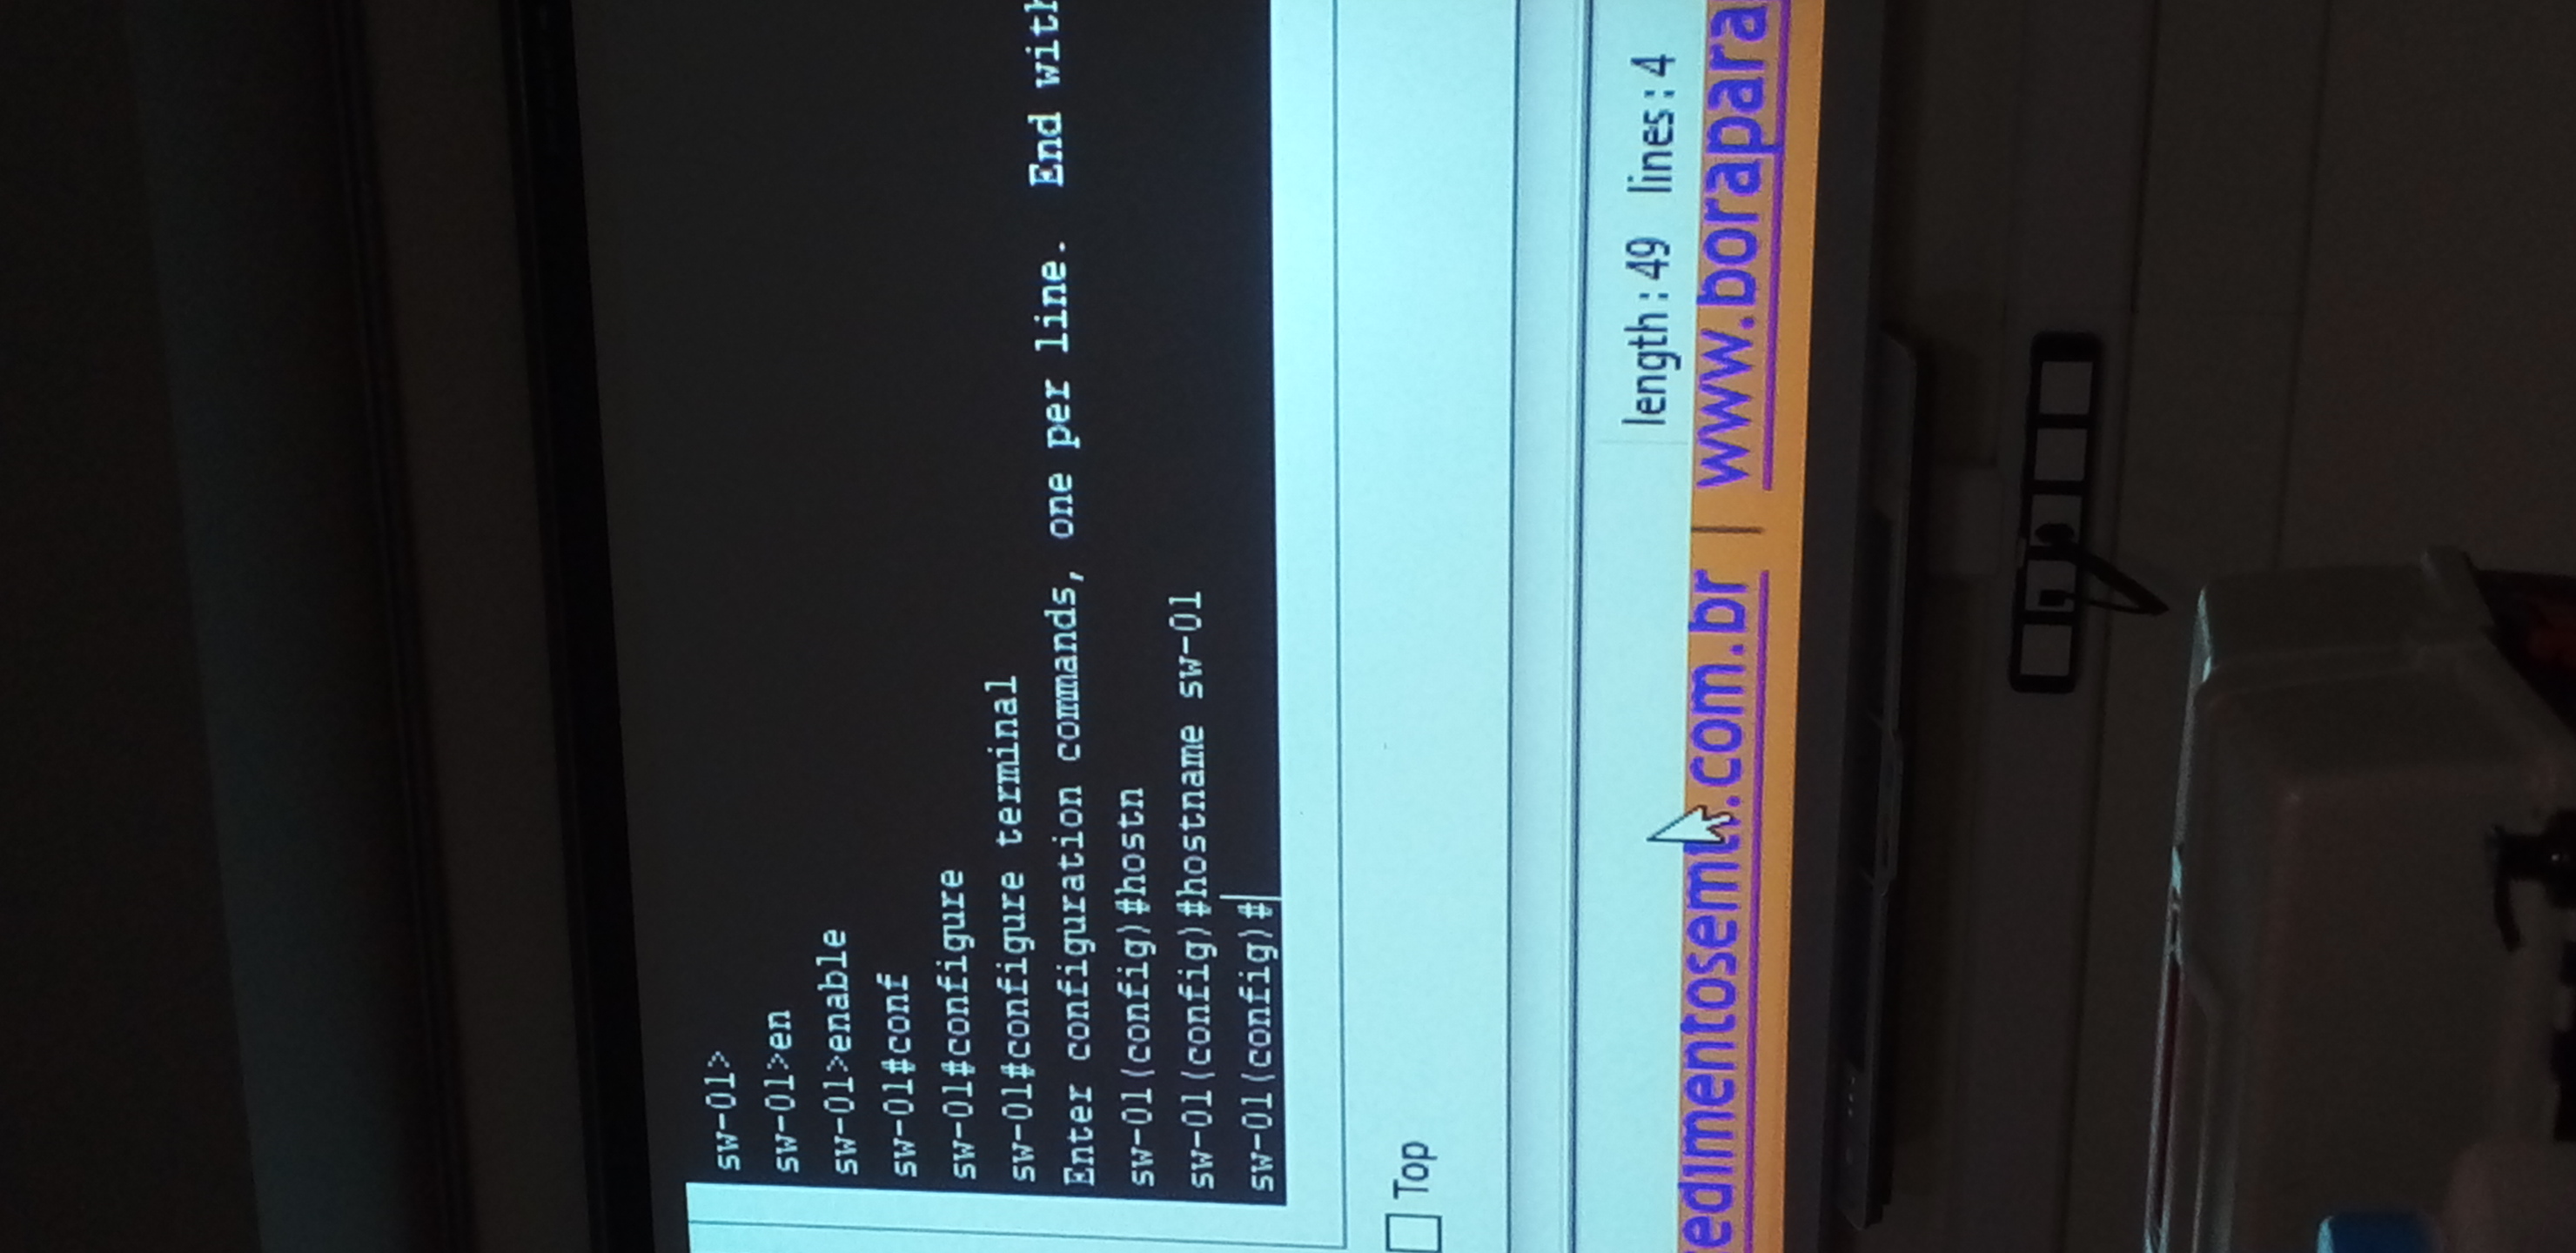 sw-01>
sw-01>en
sw-01>enable
sw-01#conf
sw-01#configure
sw-01#configure terminal
Enter configuration commands, one per line.  End with
sw-01(config)#hostn
sw-01(config)#hostname sw-01
sw-01(config)#
Top
length : 49 lines : 4
edimentosemti.com.br | www.borapara